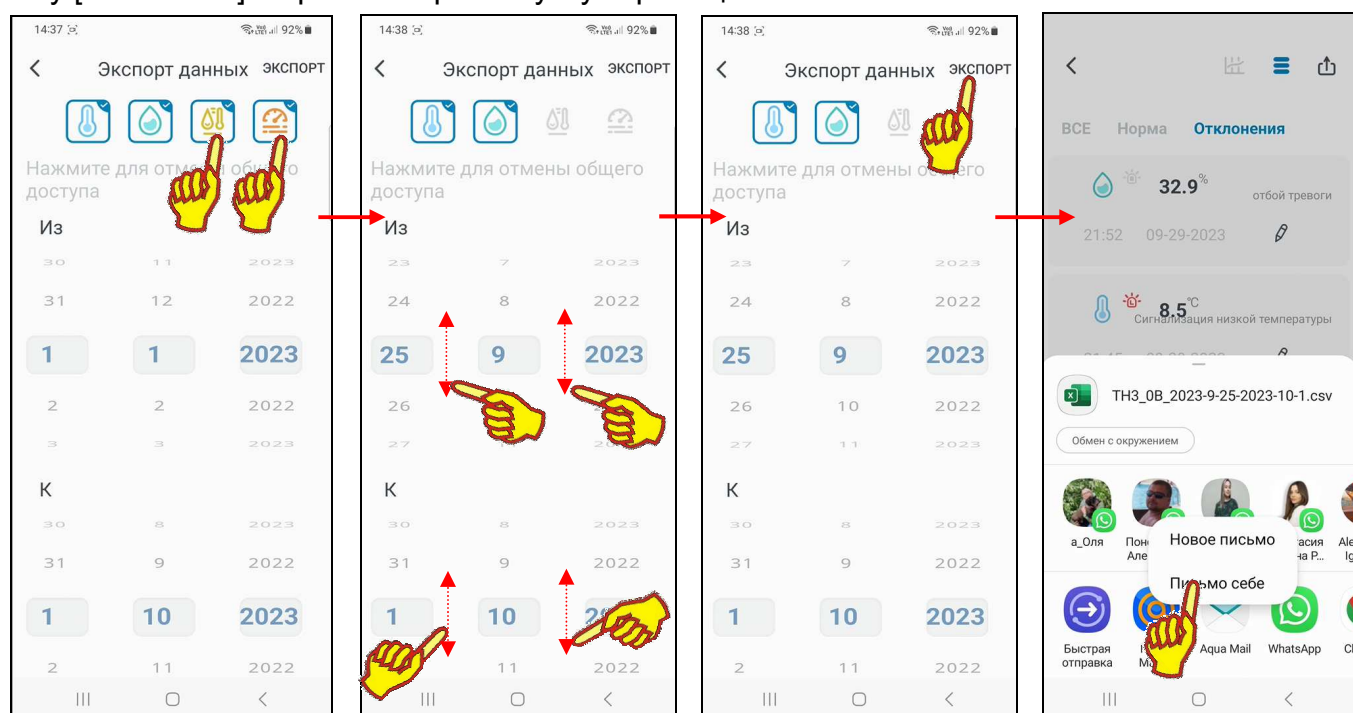 14:37
92%
Экспорт данных ЭКСПОРТ
Нажмите для отмены общего
доступа
Из
30 11 2023
31 12 2022
1 1 2023
2 2 2022
3 3 2023
К
30 8 2023
31 9 2022
1 10 2023
2 11 2022
14:38
92%
Экспорт данных ЭКСПОРТ
Нажмите для отмены общего
доступа
Из
23 7 2023
24 8 2022
25 9 2023
26
27
К
30 8 2023
31 9 2022
1 10
11 2022
14:38
92%
Экспорт данных ЭКСПОРТ
Нажмите для отмены общего
доступа
Из
23 7 2023
24 8 2022
25 9 2023
26 10 2022
27 11 2023
К
30 8 2023
31 9 2022
1 10 2023
2 11 2022
ВСЕ Норма Отклонения
32.9%
отбой тревоги
21:52 09-29-2023
8.5°C
Сигнализация низкой температуры
TH3_0B_2023-9-25-2023-10-1.csv
Обмен с окружением
а_Оля
Новое письмо
Письмо себе
Быстрая
отправка
Aqua Mail
WhatsApp